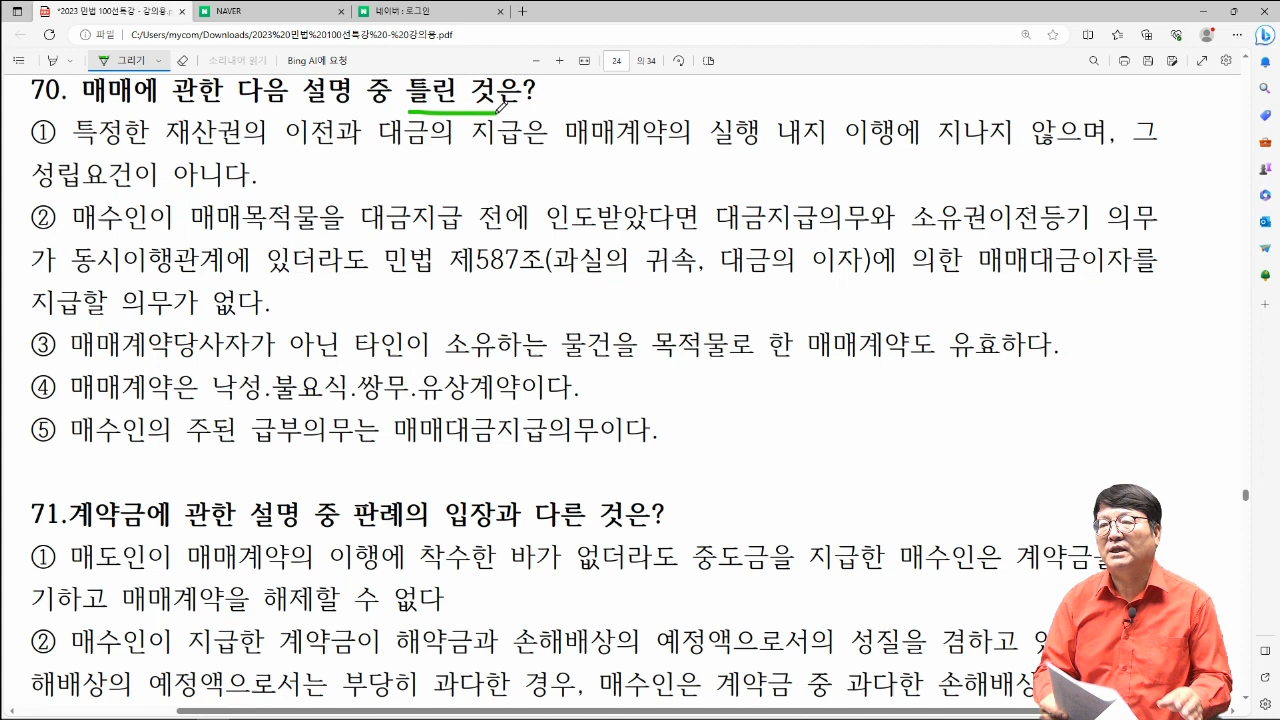 *2023 민법 100선특강 - 강의용.p
NAVER
네이버 : 로그인
파일
C:/Users/mycom/Downloads/2023%20민법%20100선특강%20-%20강의용.pdf
그리기
소리내어 읽기
Bing AI에 요청
24
의 34
70. 매매에 관한 다음 설명 중 틀린 것은?
① 특정한 재산권의 이전과 대금의 지급은 매매계약의 실행 내지 이행에 지나지 않으며, 그
성립요건이 아니다.
② 매수인이 매매목적물을 대금지급 전에 인도받았다면 대금지급의무와 소유권이전등기 의무
가 동시이행관계에 있더라도 민법 제587조(과실의 귀속, 대금의 이자)에 의한 매매대금이자를
지급할 의무가 없다.
③ 매매계약당사자가 아닌 타인이 소유하는 물건을 목적물로 한 매매계약도 유효하다.
④ 매매계약은 낙성.불요식.쌍무.유상계약이다.
⑤ 매수인의 주된 급부의무는 매매대금지급의무이다.
71.계약금에 관한 설명 중 판례의 입장과 다른 것은?
① 매도인이 매매계약의 이행에 착수한 바가 없더라도 중도금을 지급한 매수인은 계약금
기하고 매매계약을 해제할 수 없다
② 매수인이 지급한 계약금이 해약금과 손해배상의 예정액으로서의 성질을 겸하고
해배상의 예정액으로서는 부당히 과다한 경우, 매수인은 계약금 중 과다한 손해배상